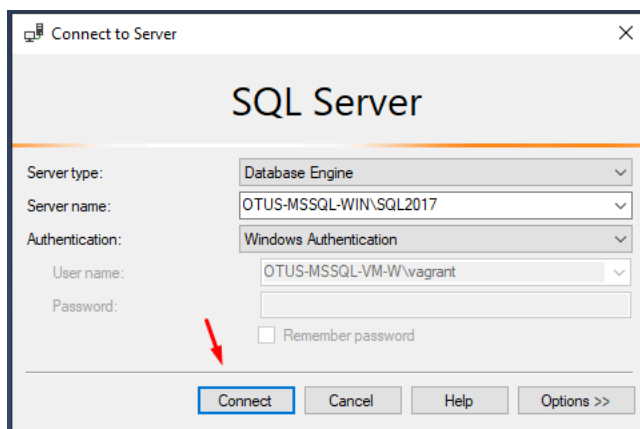 Connect to Server
SQL Server
Server type: Database Engine
Server name: OTUS-MSSQL-WIN\SQL2017
Authentication: Windows Authentication
User name: OTUS-MSSQL-VM-W\vagrant
Password:
Remember password
Connect Cancel Help Options >>